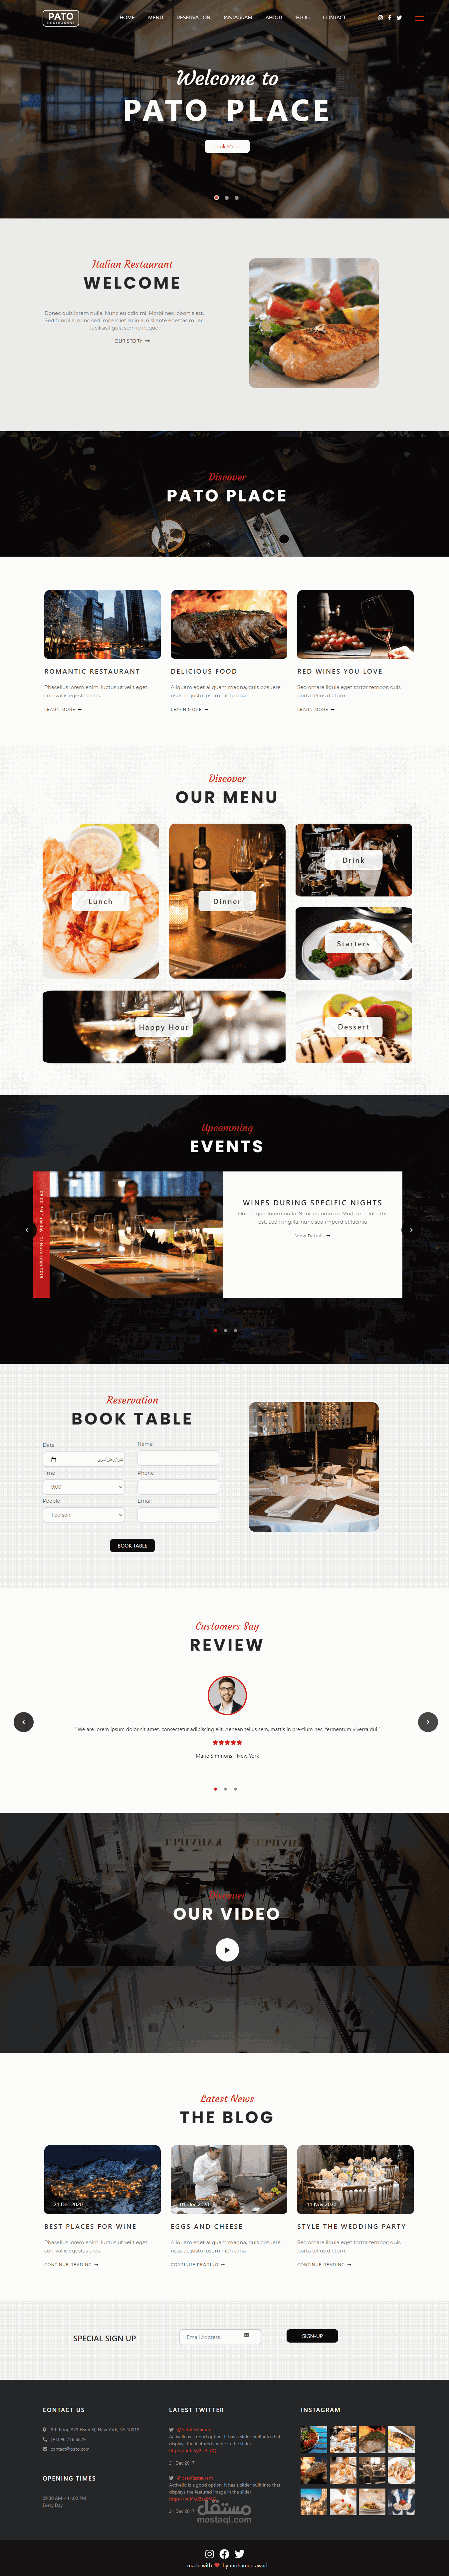 PATO
RESTAURANT
HOME MENU RESERVATION INSTAGRAM ABOUT BLOG CONTACT
Welcome to
PATO PLACE
Look Menu
Italian Restaurant
WELCOME
Donec quis lorem nulla. Nunc eu odio mi. Morbi nec lobortis est.
Sed fringilla, nunc sed imperdiet lacinia, nisl ante egestas mi, ac
facilisis ligula sem id neque
OUR STORY
Discover
PATO PLACE
ROMANTIC RESTAURANT
Phasellus lorem enim, luctus ut velit eget,
con-vallis egestas eros.
LEARN MORE
DELICIOUS FOOD
Aliquam eget aliquam magna, quis posuere
risus ac justo ipsum nibh urna
LEARN MORE
RED WINES YOU LOVE
Sed ornare ligula eget tortor tempor, quis
porta tellus dictum.
LEARN MORE
Discover
OUR MENU
Lunch
Dinner
Drink
Starters
Happy Hour
Dessert
Upcomming
EVENTS
Tuesday - 21 November 2018
WINES DURING SPECIFIC NIGHTS
Donec quis lorem nulla. Nunc eu odio mi. Morbi nec lobortis
est. Sed fringilla, nunc sed imperdiet lacinia
View Details
Reservation
BOOK TABLE
Date
Name
Time
9:00
Phone
People
1 person
Email
BOOK TABLE
Customers Say
REVIEW
" We are lorem ipsum dolor sit amet, consectetur adipiscing elit. Aenean tellus sem, mattis in pre-tium nec, fermentum viverra dui "
Marie Simmons - New York
Discover
OUR VIDEO
Latest News
THE BLOG
21 Dec 2020
BEST PLACES FOR WINE
Phasellus lorem enim, luctus ut velit eget,
con-vallis egestas eros.
CONTINUE READING
01 Dec 2020
EGGS AND CHEESE
Aliquam eget aliquam magna, quis posuere
risus ac justo ipsum nibh urna
CONTINUE READING
11 Nov 2020
STYLE THE WEDDING PARTY
Sed ornare ligula eget tortor tempor, quis
porta tellus dictum.
CONTINUE READING
SPECIAL SIGN UP
Email Address
SIGN-UP
CONTACT US
8th floor, 379 Hudson St, New York, NY 10018
(+1) 96 716 6879
contact@pato.com
OPENING TIMES
09:30 AM – 11:00 PM
Every Day
LATEST TWITTER
@patoRestaurant
Activello is a good option. It has a slider built into that
displays the featured image in the slider.
21 Dec 2017
@patoRestaurant
Activello is a good option. It has a slider built into that
displays the featured image in the slider.
21 Dec 2017
INSTAGRAM
مستقل
mostaql.com
made with by mohamed awad